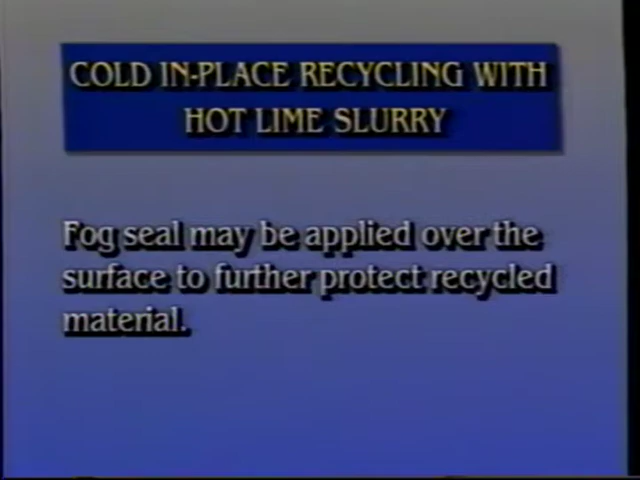 COLD IN-PLACE RECYCLING WITH
HOT LIME SLURRY
Fog seal may be applied over the
surface to further protect recycled
material.